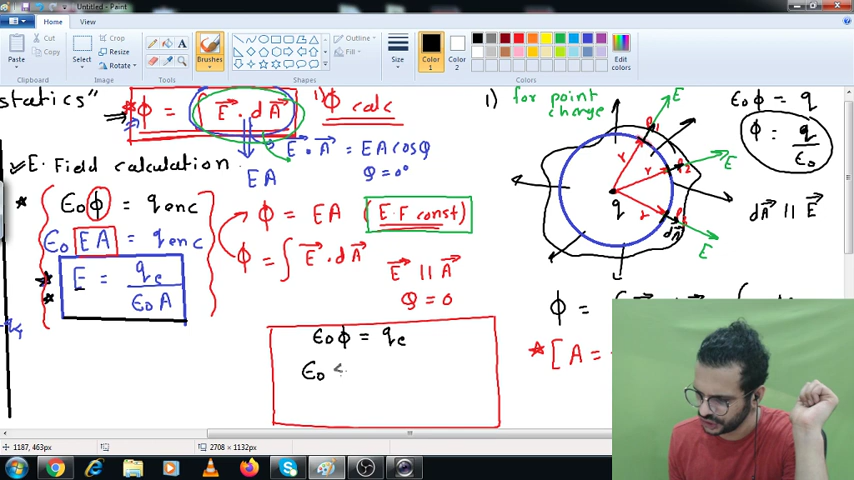 Untitled - Paint
Home
View
Paste
Cut
Copy
Clipboard
Select
Crop
Resize
Rotate
Image
Tools
Brushes
Shapes
Outline
Fill
Size
Color 1
Color 2
Colors
Edit colors
statics"
* ϕ = ∫ E⃗ · dA⃗
1) ϕ calc
E⃗ · A⃗ = EA cosθ
θ = 0°
EA
✓ E. Field calculation
* ε₀ϕ = qenc
ε₀ EA = qenc
E = qe / ε₀A
ϕ = EA (E.F const)
ϕ = ∫ E⃗ · dA⃗
E⃗ || A⃗
θ = 0
ε₀ϕ = qe
ε₀
1) for point charge
E
P₁
P₂
E
r
r
r
q
dA⃗
E
ε₀ϕ = q
ϕ = q / ε₀
dA⃗ || E⃗
ϕ =
* [ A =
1187, 463px
2708 × 1132px